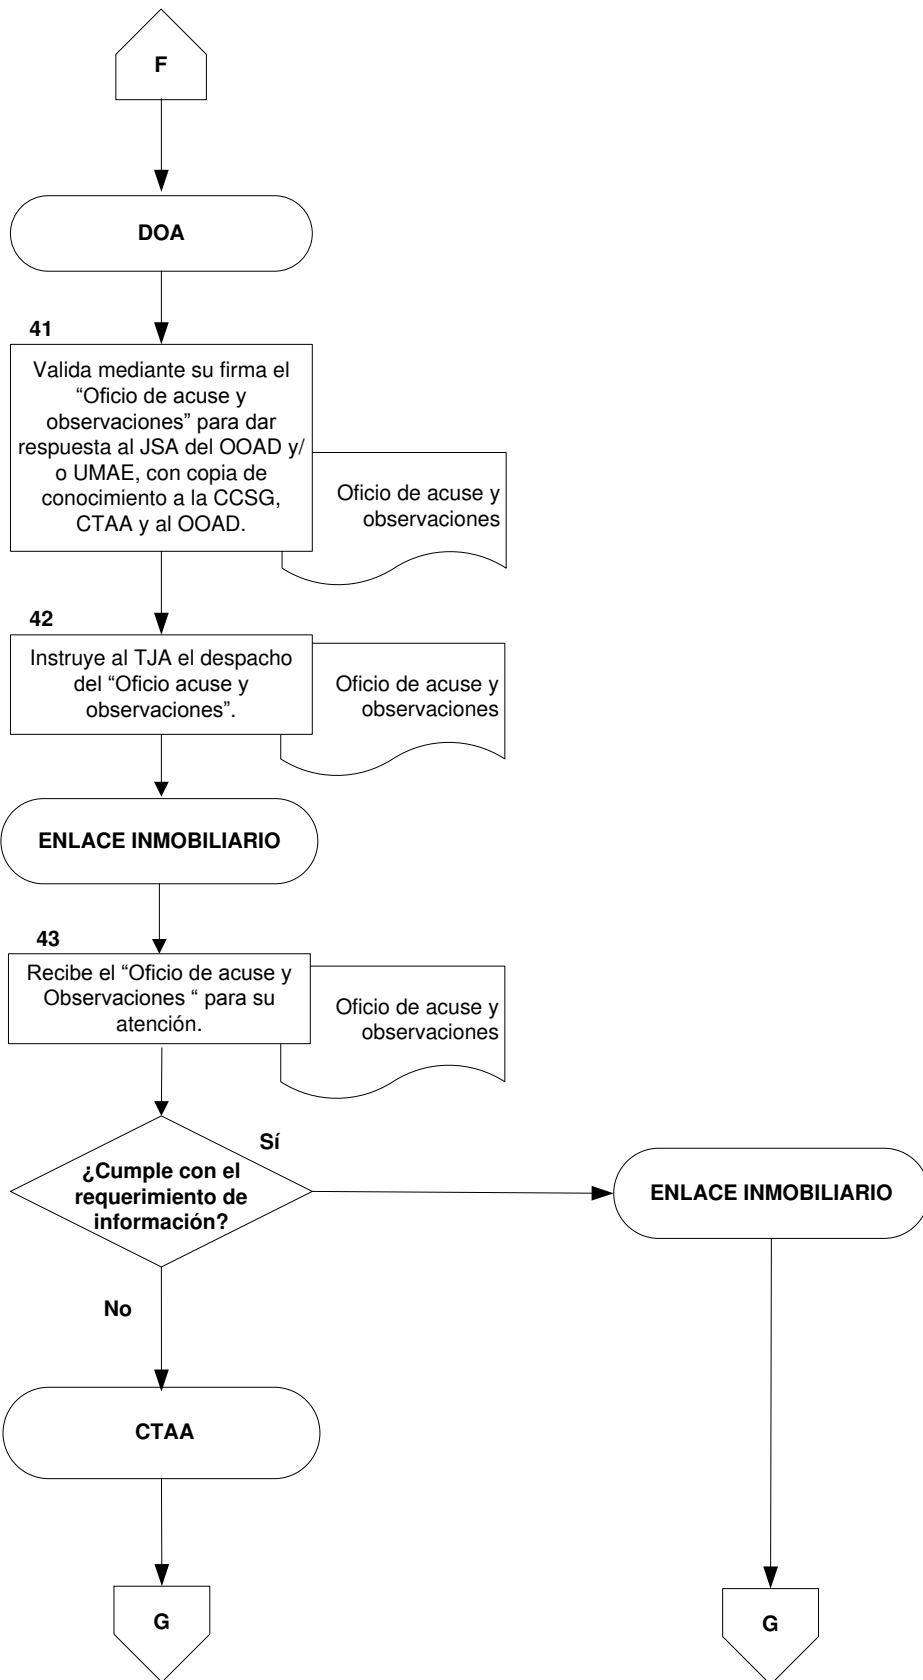 F
DOA
41
Valida mediante su firma el
“Oficio de acuse y
observaciones” para dar
respuesta al JSA del OOAD y/
o UMAE, con copia de
conocimiento a la CCSG,
CTAA y al OOAD.
Oficio de acuse y
observaciones
42
Instruye al TJA el despacho
del “Oficio acuse y
observaciones”.
Oficio de acuse y
observaciones
ENLACE INMOBILIARIO
43
Recibe el “Oficio de acuse y
Observaciones “ para su
atención.
Oficio de acuse y
observaciones
¿Cumple con el
requerimiento de
información?
Sí
ENLACE INMOBILIARIO
No
CTAA
G
G